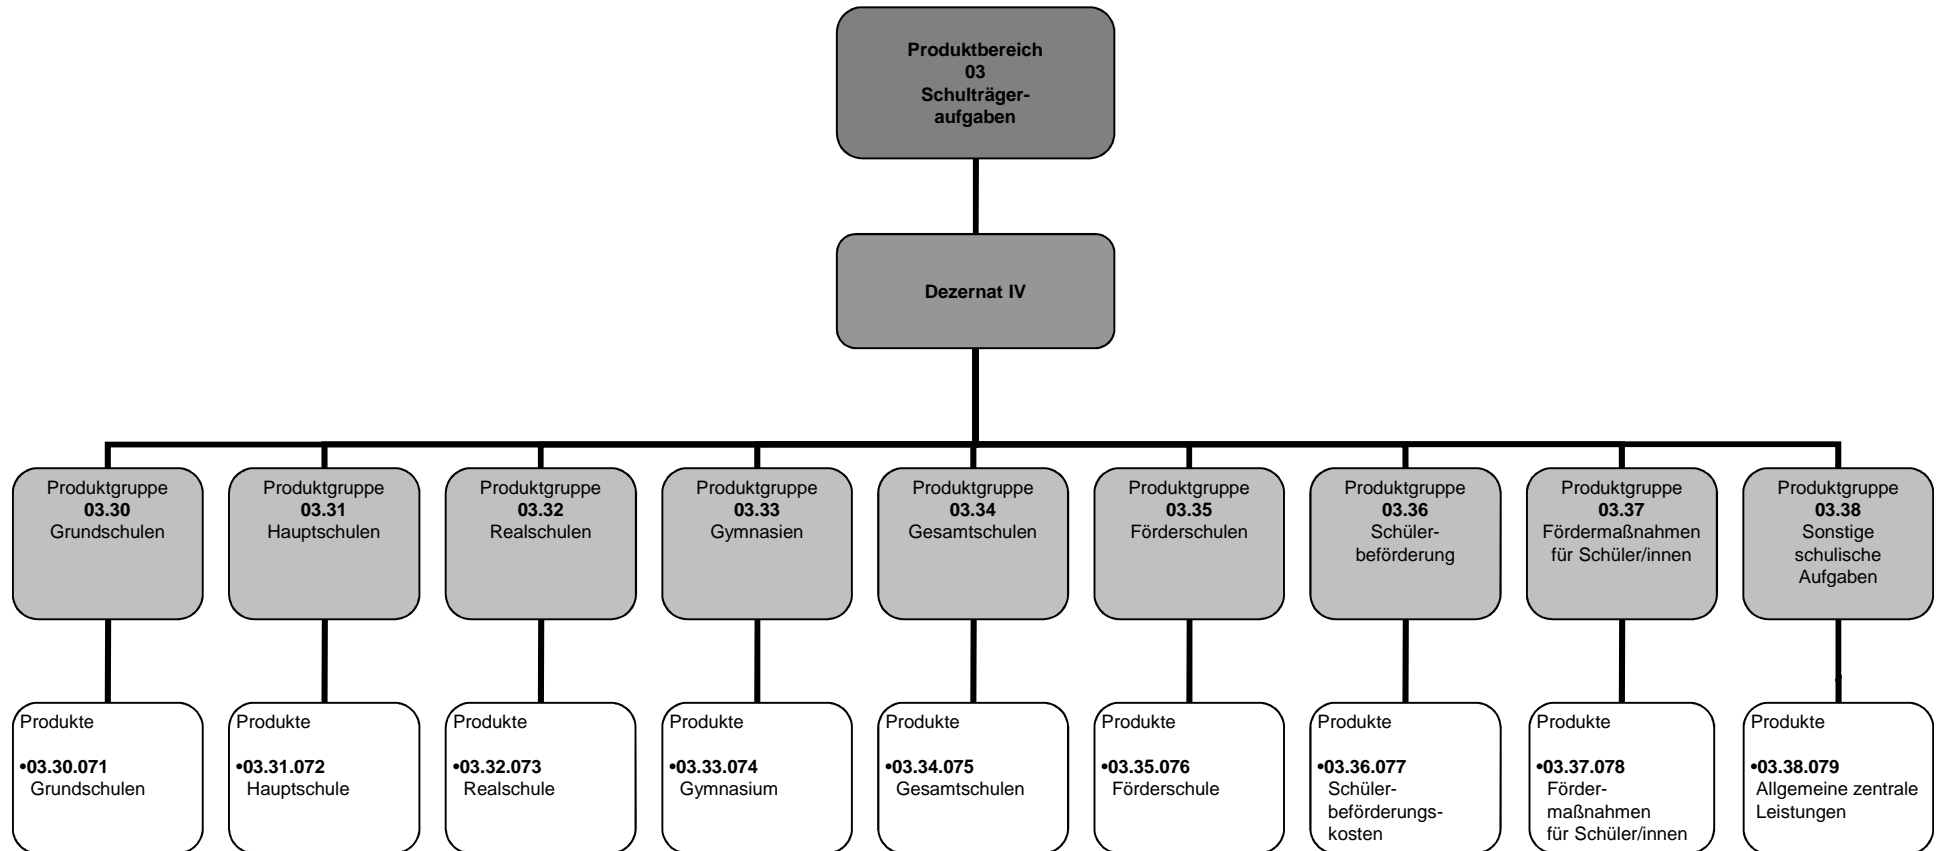 Produktbereich
03
Schulträger-
aufgaben
Dezernat IV
Produktgruppe
03.30
Grundschulen
Produktgruppe
03.31
Hauptschulen
Produktgruppe
03.32
Realschulen
Produktgruppe
03.33
Gymnasien
Produktgruppe
03.34
Gesamtschulen
Produktgruppe
03.35
Förderschulen
Produktgruppe
03.36
Schüler-
beförderung
Produktgruppe
03.37
Fördermaßnahmen
für Schüler/innen
Produktgruppe
03.38
Sonstige
schulische
Aufgaben
Produkte
•03.30.071
Grundschulen
Produkte
•03.31.072
Hauptschule
Produkte
•03.32.073
Realschule
Produkte
•03.33.074
Gymnasium
Produkte
•03.34.075
Gesamtschulen
Produkte
•03.35.076
Förderschule
Produkte
•03.36.077
Schüler-
beförderungs-
kosten
Produkte
•03.37.078
Förder-
maßnahmen
für Schüler/innen
Produkte
•03.38.079
Allgemeine zentrale
Leistungen